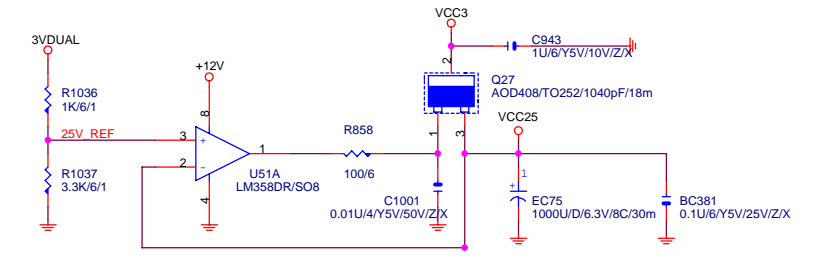 VCC3
3VDUAL
C943
1U/6/Y5V/10V/Z/X
+12V
2
Q27
AOD408/TO252/1040pF/18m
R1036
1K/6/1
8
VCC25
25V_REF
3
+
1
R858
1
3
2
-
U51A
LM358DR/SO8
100/6
R1037
3.3K/6/1
4
C1001
0.01U/4/Y5V/50V/Z/X
1
+
EC75
1000U/D/6.3V/8C/30m
BC381
0.1U/6/Y5V/25V/Z/X